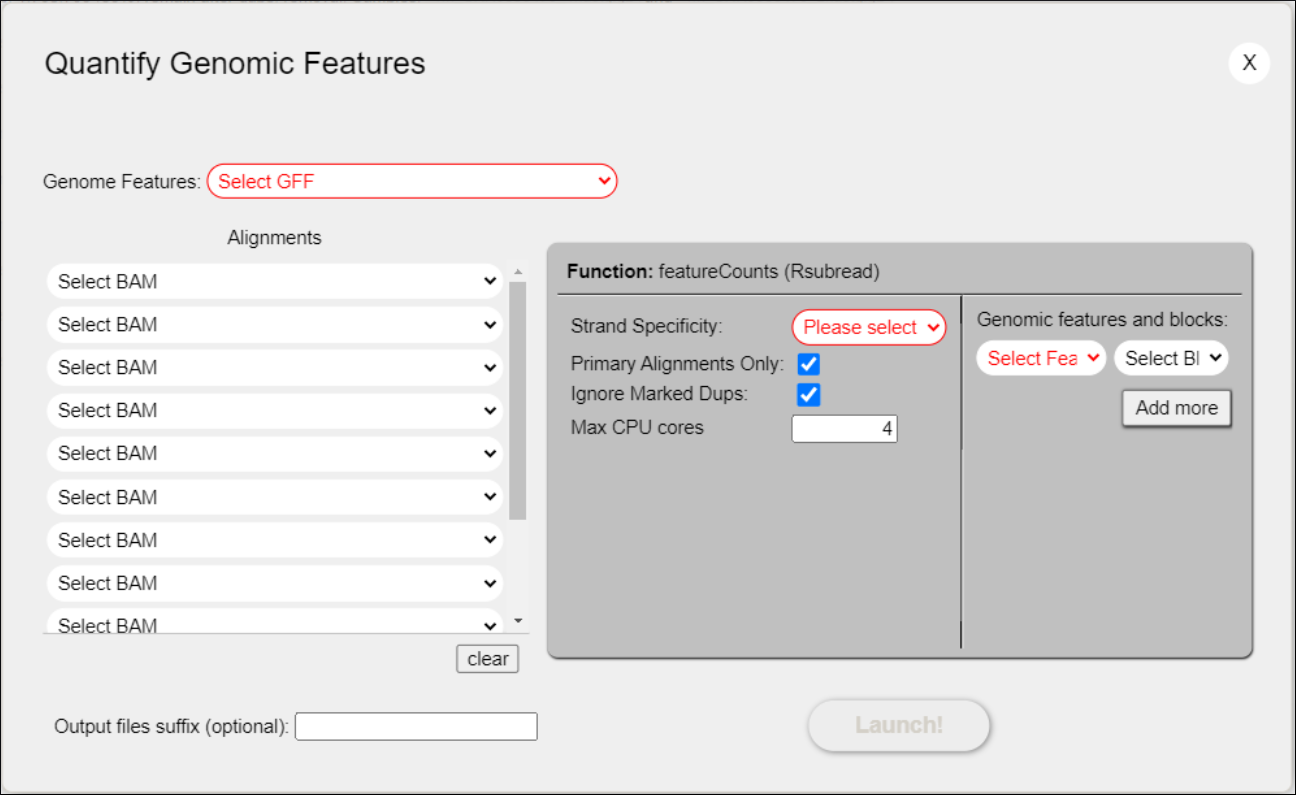 Quantify Genomic Features
X
Genome Features: Select GFF
Alignments
Select BAM
Select BAM
Select BAM
Select BAM
Select BAM
Select BAM
Select BAM
Select BAM
Select BAM
clear
Output files suffix (optional):
Function: featureCounts (Rsubread)
Strand Specificity: Please select
Primary Alignments Only:
Ignore Marked Dups:
Max CPU cores 4
Genomic features and blocks:
Select Fea Select Bl
Add more
Launch!